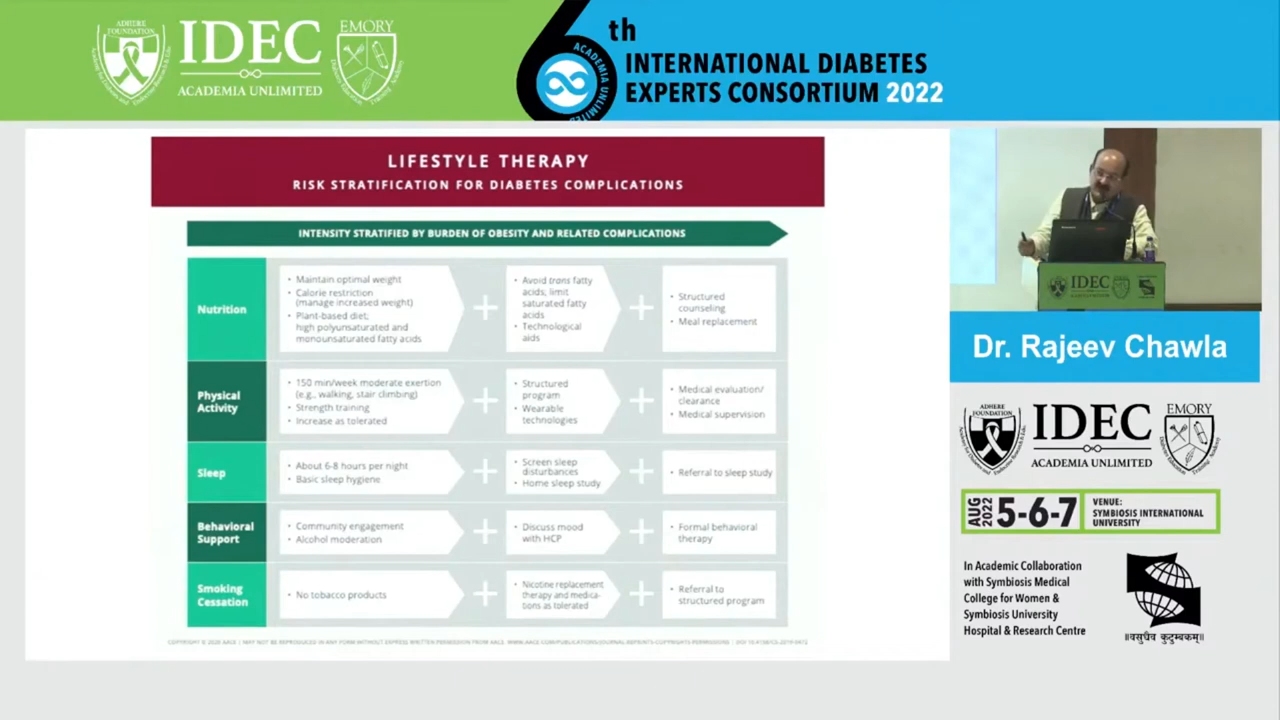 ADHERE
FOUNDATION
IDEC
ACADEMIA UNLIMITED
EMORY
6th
ACADEMIA UNLIMITED
INTERNATIONAL DIABETES
EXPERTS CONSORTIUM 2022
LIFESTYLE THERAPY
RISK STRATIFICATION FOR DIABETES COMPLICATIONS
INTENSITY STRATIFIED BY BURDEN OF OBESITY AND RELATED COMPLICATIONS
Nutrition
• Maintain optimal weight
• Calorie restriction
(manage increased weight)
• Plant-based diet;
high polyunsaturated and
monounsaturated fatty acids
+
• Avoid trans fatty
acids; limit
saturated fatty
acids
• Technological
aids
+
• Structured
counseling
• Meal replacement
Physical
Activity
• 150 min/week moderate exertion
(e.g., walking, stair climbing)
• Strength training
• Increase as tolerated
+
• Structured
program
• Wearable
technologies
+
• Medical evaluation/
clearance
• Medical supervision
Sleep
• About 6-8 hours per night
• Basic sleep hygiene
+
• Screen sleep
disturbances
• Home sleep study
+
• Referral to sleep study
Behavioral
Support
• Community engagement
• Alcohol moderation
+
• Discuss mood
with HCP
+
• Formal behavioral
therapy
Smoking
Cessation
• No tobacco products
+
• Nicotine replacement
therapy and medica-
tions as tolerated
+
• Referral to
structured program
IDEC
Dr. Rajeev Chawla
ADHERE
FOUNDATION
IDEC
ACADEMIA UNLIMITED
EMORY
AUG
2022
5-6-7
VENUE:
SYMBIOSIS INTERNATIONAL
UNIVERSITY
In Academic Collaboration
with Symbiosis Medical
College for Women &
Symbiosis University
Hospital & Research Centre
॥वसुधैव कुटुम्बकम्॥